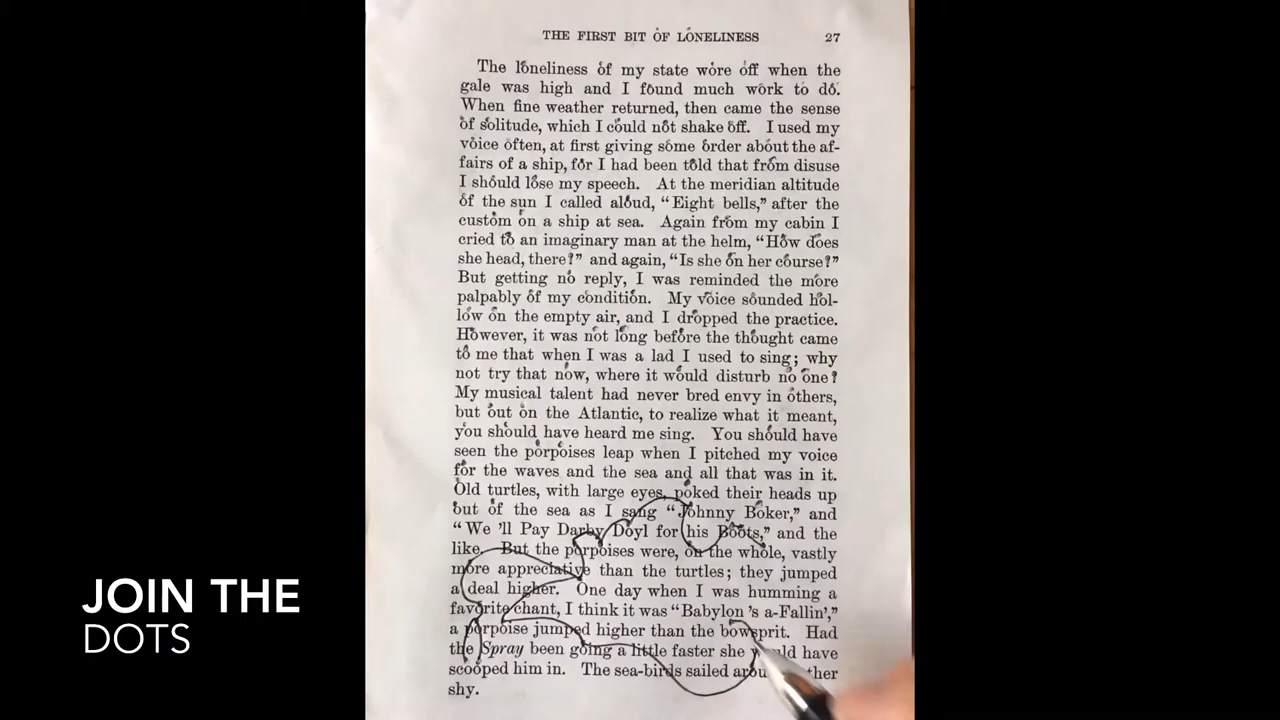 THE FIRST BIT OF LONELINESS 27
The loneliness of my state wore off when the
gale was high and I found much work to do.
When fine weather returned, then came the sense
of solitude, which I could not shake off. I used my
voice often, at first giving some order about the af-
fairs of a ship, for I had been told that from disuse
I should lose my speech. At the meridian altitude
of the sun I called aloud, “Eight bells,” after the
custom on a ship at sea. Again from my cabin I
cried to an imaginary man at the helm, “How does
she head, there?” and again, “Is she on her course?”
But getting no reply, I was reminded the more
palpably of my condition. My voice sounded hol-
low on the empty air, and I dropped the practice.
However, it was not long before the thought came
to me that when I was a lad I used to sing; why
not try that now, where it would disturb no one?
My musical talent had never bred envy in others,
but out on the Atlantic, to realize what it meant,
you should have heard me sing. You should have
seen the porpoises leap when I pitched my voice
for the waves and the sea and all that was in it.
Old turtles, with large eyes, poked their heads up
out of the sea as I sang “Johnny Boker,” and
“We ’ll Pay Darby Doyl for his Boots,” and the
like. But the porpoises were, on the whole, vastly
more appreciative than the turtles; they jumped
a deal higher. One day when I was humming a
favorite chant, I think it was “Babylon ’s a-Fallin’,”
a porpoise jumped higher than the bowsprit. Had
the Spray been going a little faster she would have
scooped him in. The sea-birds sailed around rather
shy.
JOIN THE
DOTS